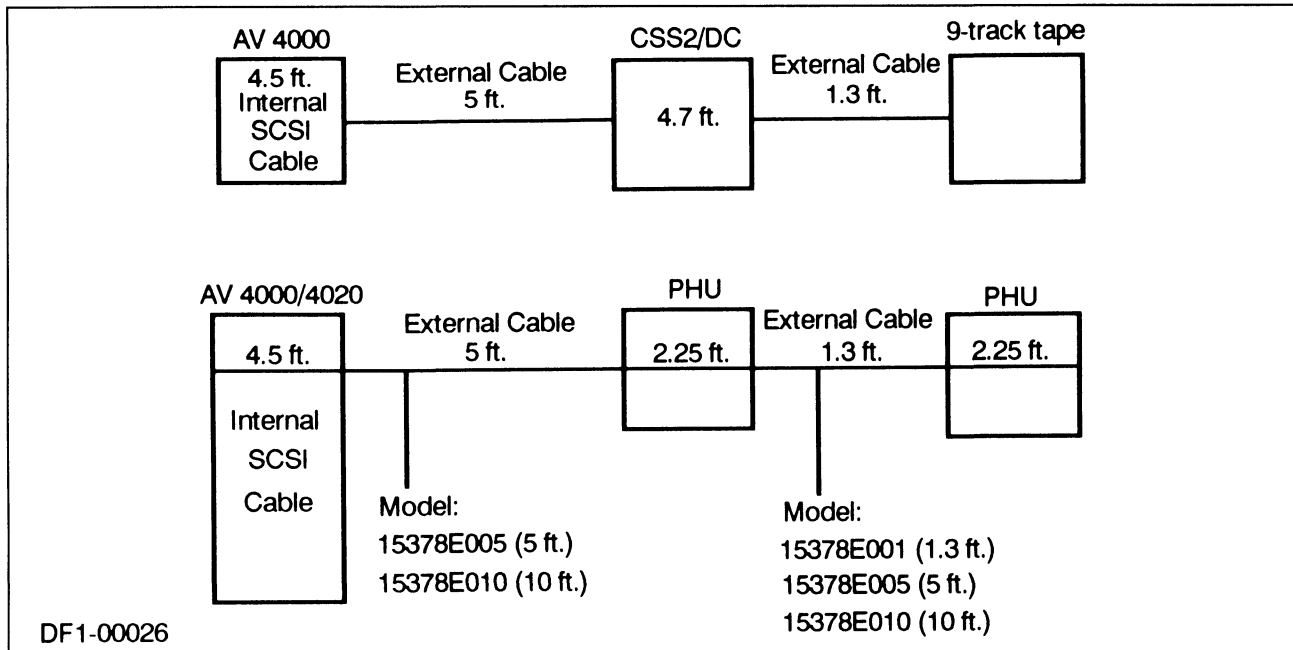 AV 4000
CSS2/DC
9-track tape
4.5 ft.
Internal
SCSI
Cable
External Cable
5 ft.
4.7 ft.
External Cable
1.3 ft.
AV 4000/4020
PHU
PHU
4.5 ft.
Internal
SCSI
Cable
External Cable
5 ft.
2.25 ft.
External Cable
1.3 ft.
2.25 ft.
Model:
15378E005 (5 ft.)
15378E010 (10 ft.)
Model:
15378E001 (1.3 ft.)
15378E005 (5 ft.)
15378E010 (10 ft.)
DF1-00026